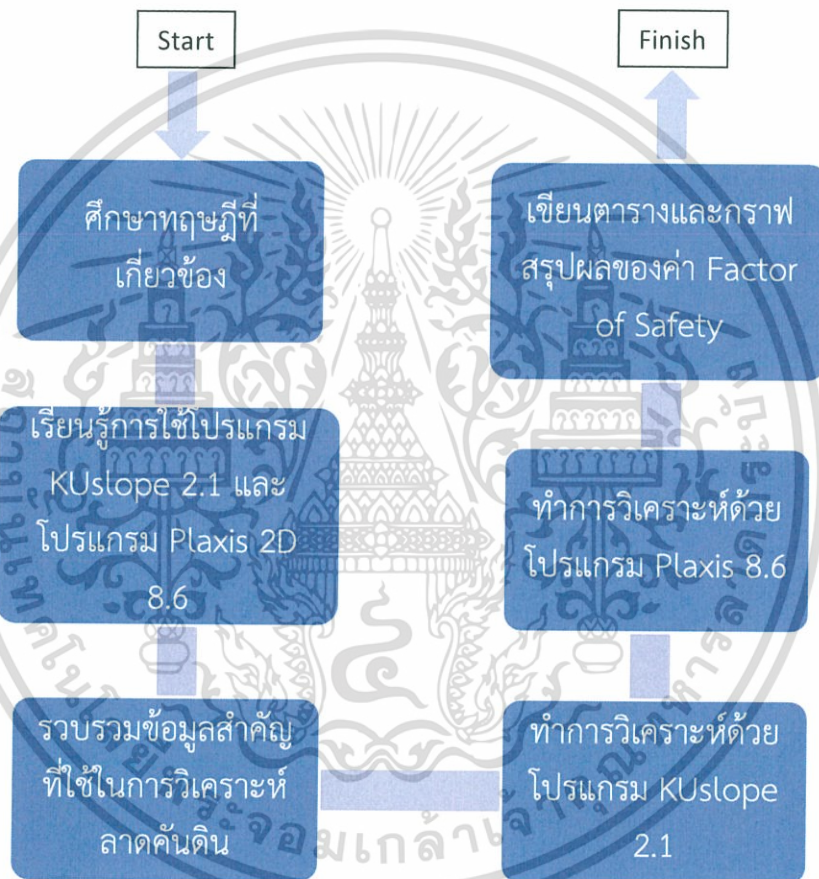 Start
ศึกษาทฤษฎีที่
เกี่ยวข้อง
เรียนรู้การใช้โปรแกรม
KUslope 2.1 และ
โปรแกรม Plaxis 2D
8.6
รวบรวมข้อมูลสำคัญ
ที่ใช้ในการวิเคราะห์
ลาดคันดิน
ทำการวิเคราะห์ด้วย
โปรแกรม KUslope
2.1
ทำการวิเคราะห์ด้วย
โปรแกรม Plaxis 8.6
เขียนตารางและกราฟ
สรุปผลของค่า Factor
of Safety
Finish